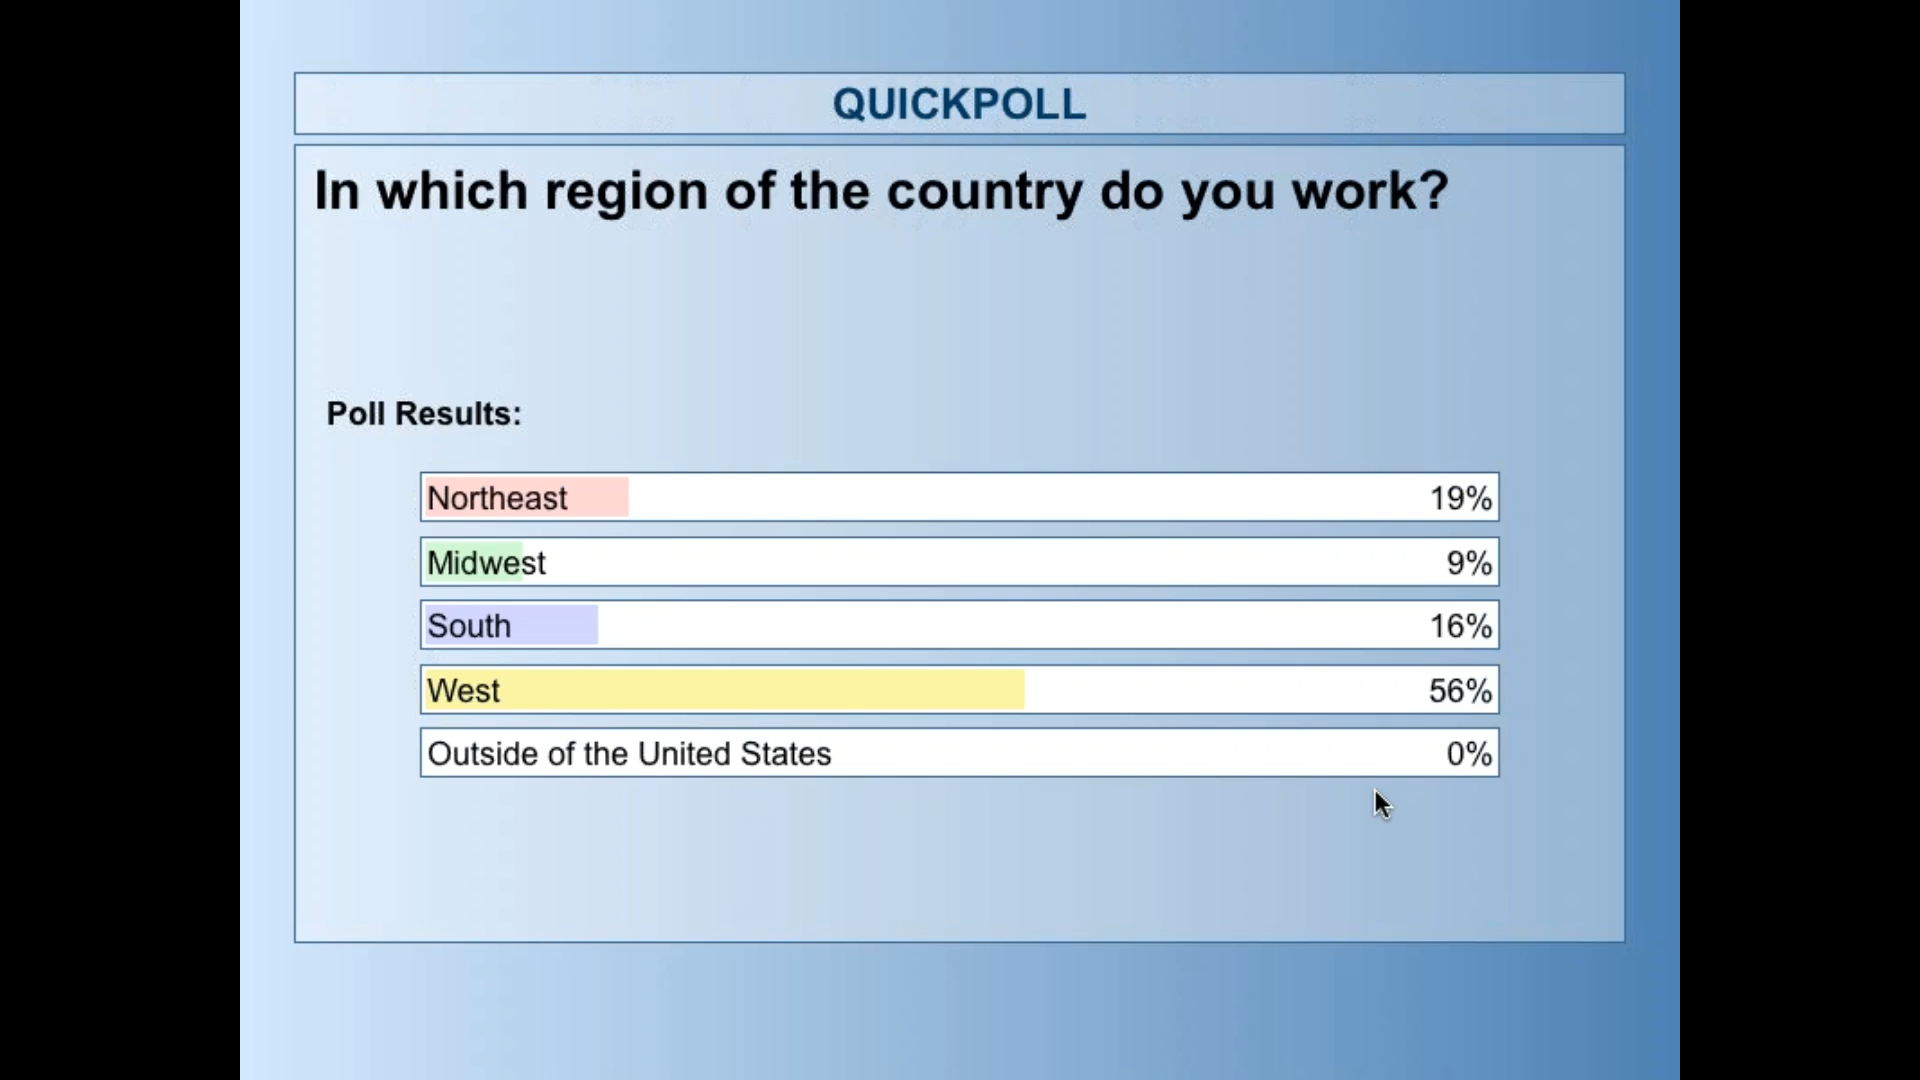 QUICKPOLL
In which region of the country do you work?
Poll Results:
Northeast 19%
Midwest 9%
South 16%
West 56%
Outside of the United States 0%